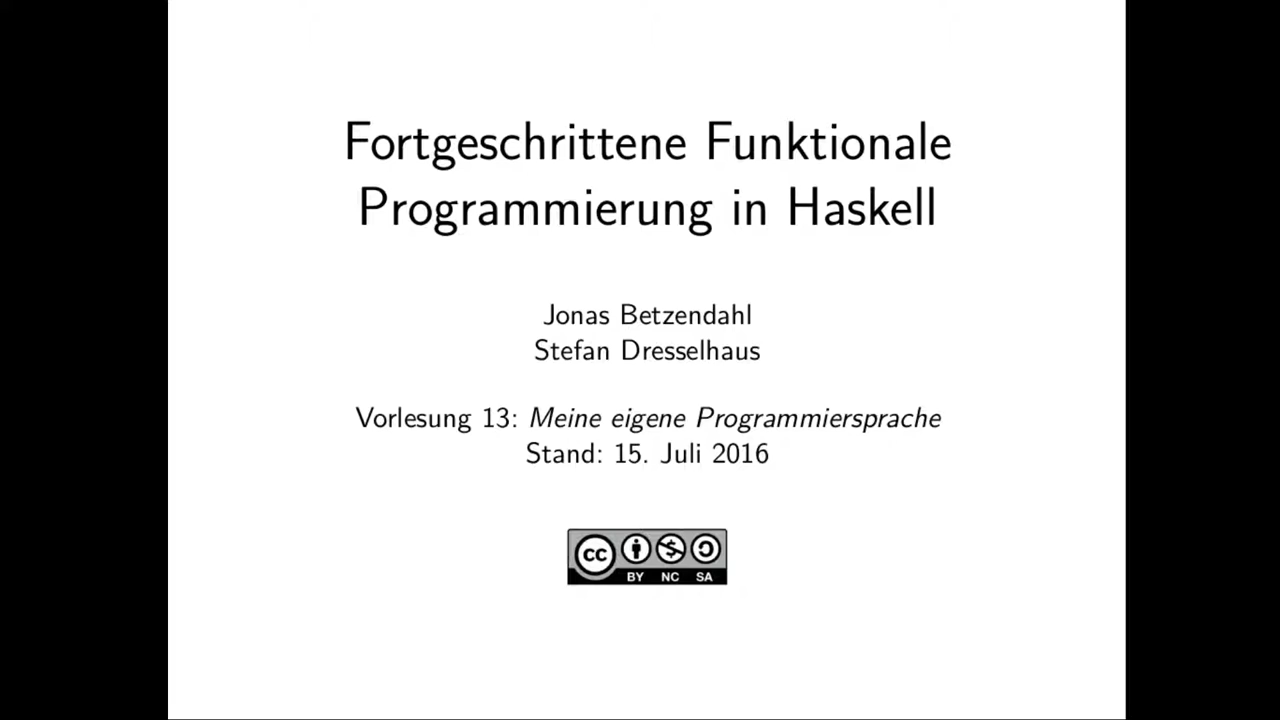 Fortgeschrittene Funktionale
Programmierung in Haskell
Jonas Betzendahl
Stefan Dresselhaus
Vorlesung 13: Meine eigene Programmiersprache
Stand: 15. Juli 2016
cc
BY NC SA